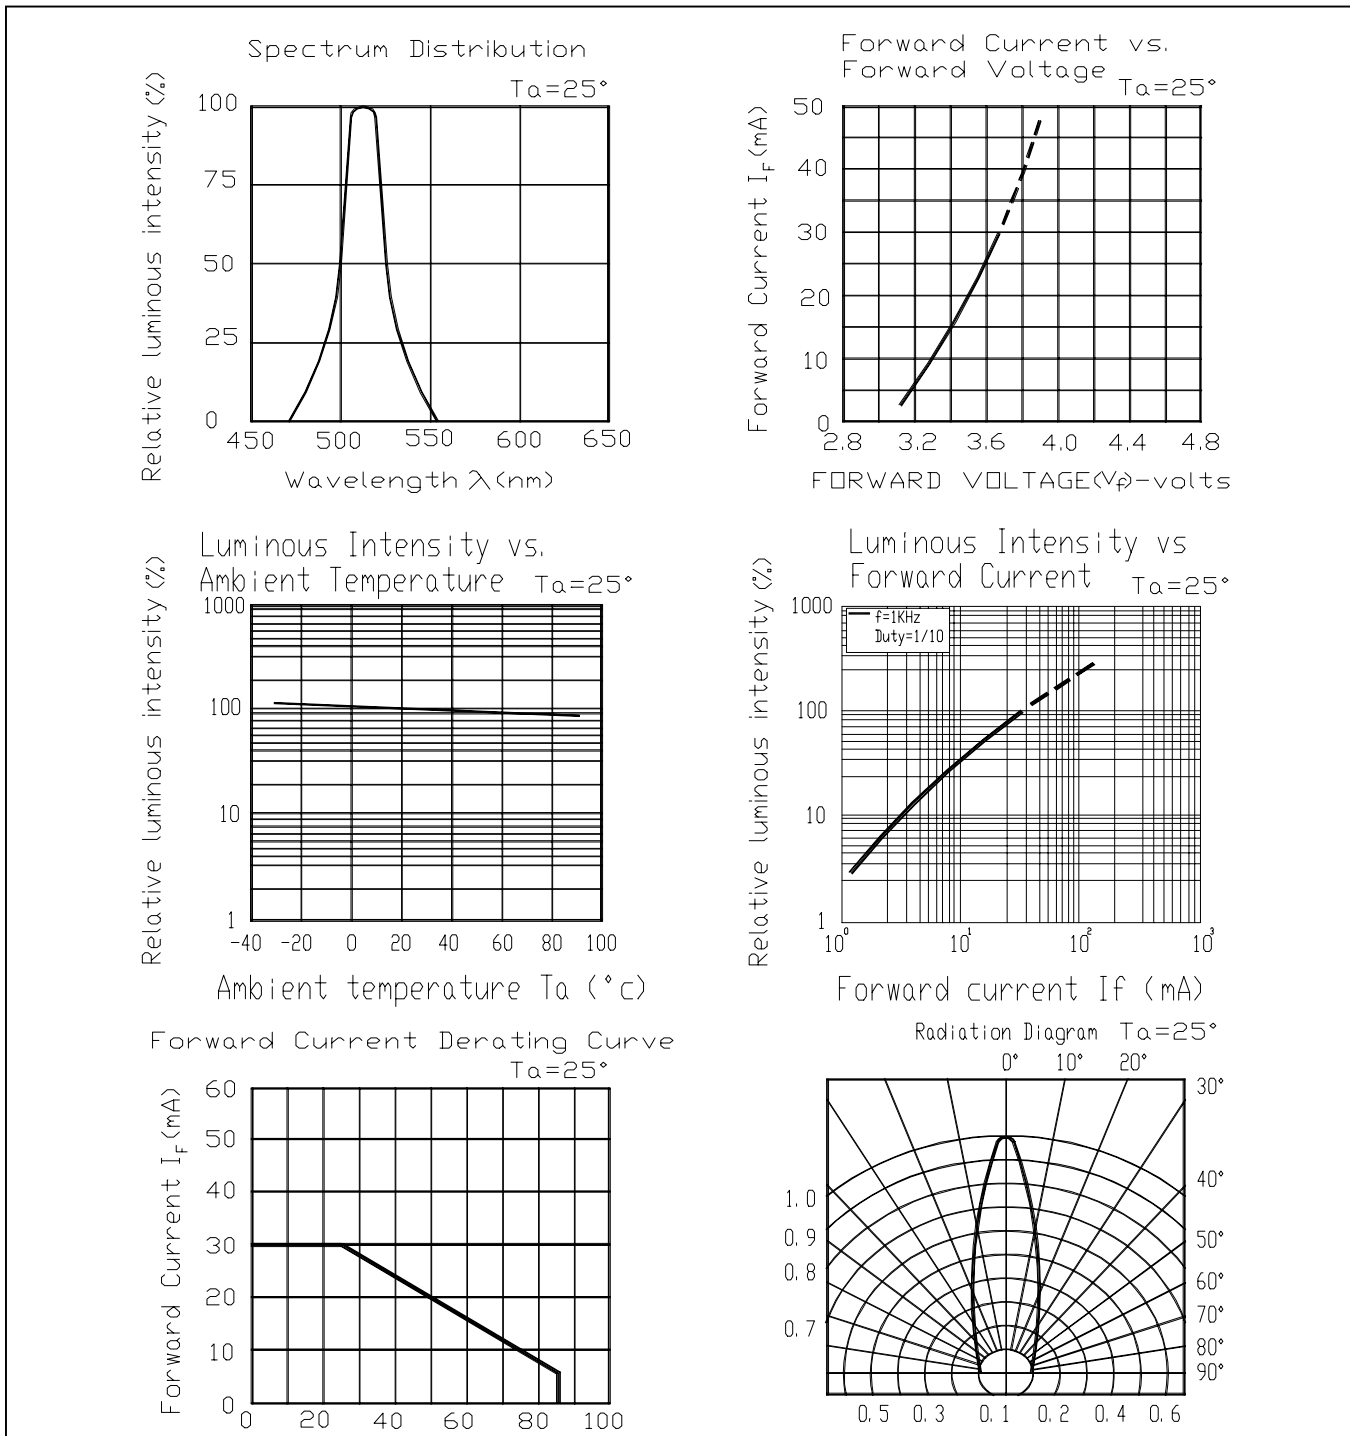 Spectrum Distribution
Ta=25°
Relative luminous intensity (%)
100
75
50
25
0
450 500 550 600 650
Wavelength λ(nm)
Forward Current vs.
Forward Voltage
Ta=25°
Forward Current IF (mA)
50
40
30
20
10
0
2.8 3.2 3.6 4.0 4.4 4.8
FORWARD VOLTAGE(Vf)-volts
Luminous Intensity vs.
Ambient Temperature Ta=25°
Relative luminous intensity (%)
1000
100
10
1
-40 -20 0 20 40 60 80 100
Ambient temperature Ta (°c)
Luminous Intensity vs
Forward Current Ta=25°
Relative luminous intensity (%)
f=1KHz
Duty=1/10
1000
100
10
1
10⁰ 10¹ 10² 10³
Forward current If (mA)
Forward Current Derating Curve
Ta=25°
Forward Current IF (mA)
60
50
40
30
20
10
0
0 20 40 60 80 100
Radiation Diagram Ta=25°
0° 10° 20°
30°
40°
50°
60°
70°
80°
90°
1.0
0.9
0.8
0.7
0.5 0.3 0.1 0.2 0.4 0.6